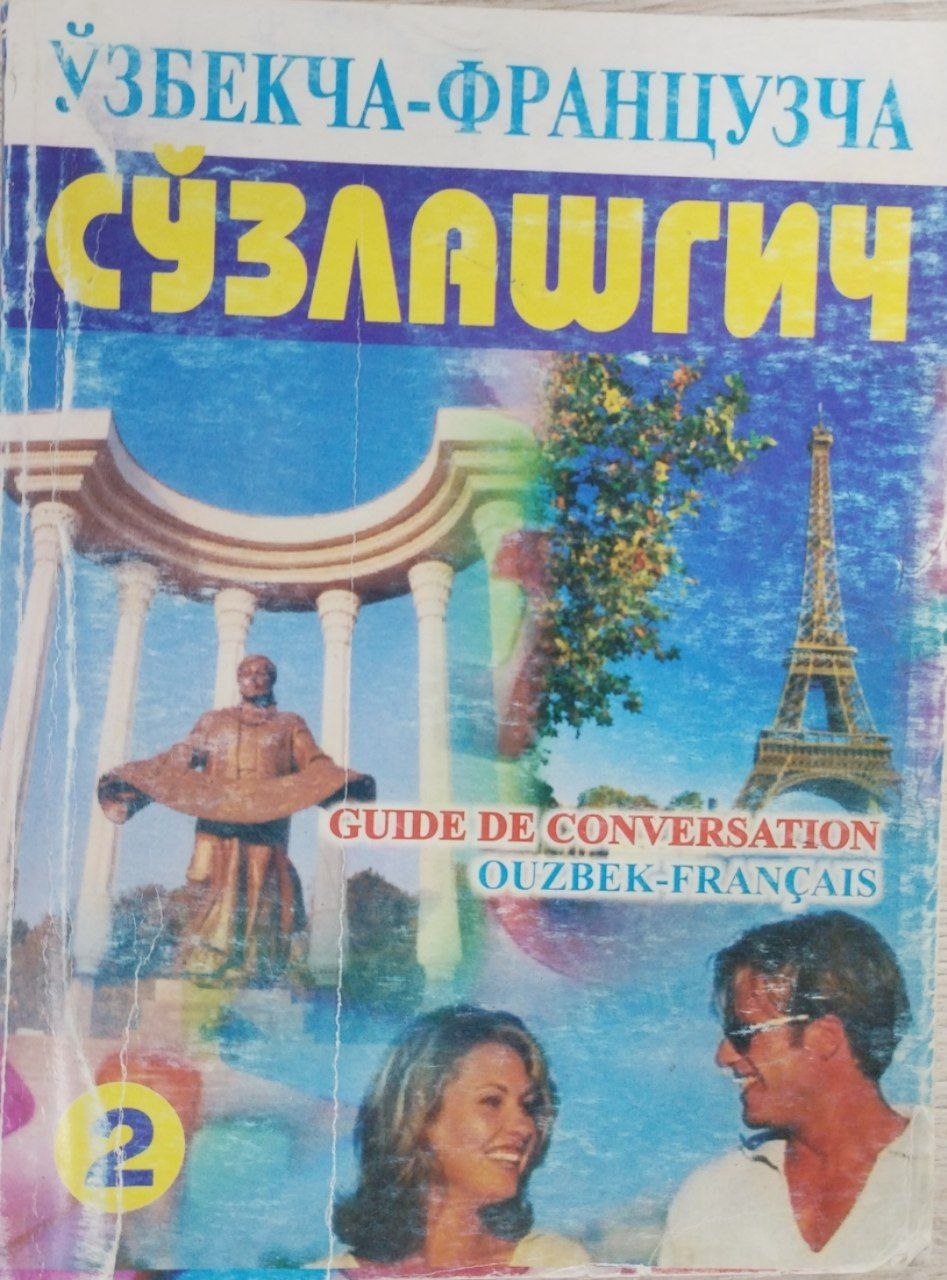 ЎЗБЕКЧА-ФРАНЦУЗЧА
СЎЗЛАШГИЧ
GUIDE DE CONVERSATION
OUZBEK-FRANÇAIS
2